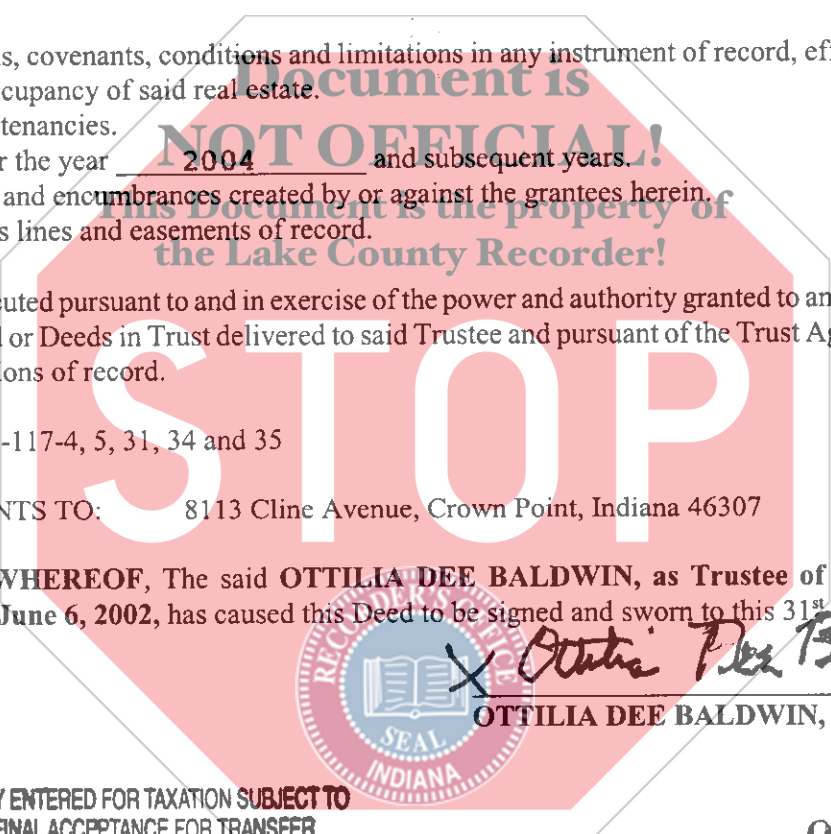 s, covenants, conditions and limitations in any instrument of record, eff
cupancy of said real estate.
Document is
tenancies.
NOT OFFICIAL!
r the year 2004 and subsequent years.
and encumbrances created by or against the grantees herein.
This Document is the property of
s lines and easements of record.
the Lake County Recorder!
uted pursuant to and in exercise of the power and authority granted to an
l or Deeds in Trust delivered to said Trustee and pursuant of the Trust Ag
ions of record.
STOP
-117-4, 5, 31, 34 and 35
NTS TO: 8113 Cline Avenue, Crown Point, Indiana 46307
WHEREOF, The said OTTILIA DEE BALDWIN, as Trustee of
June 6, 2002, has caused this Deed to be signed and sworn to this 31st
X Ottilia Dee B
OTTILIA DEE BALDWIN,
RECORDER'S OFFICE
SEAL
INDIANA
Y ENTERED FOR TAXATION SUBJECT TO
FINAL ACCEPTANCE FOR TRANSFER